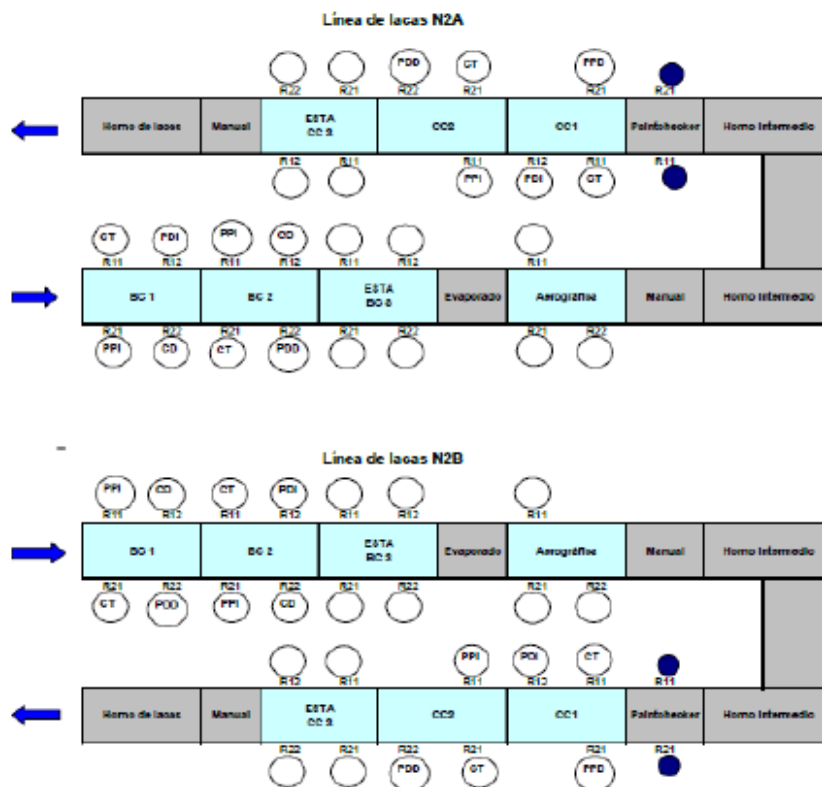 Línea de lacas N2A
PDD CT PPD
R22 R21 R22 R21 R21 R21
Horno de lacas Manual ESTA CC2 CC1 Paintchecker Horno Intermedio
CC 3
R12 R11 R11 R12 R11 R11
PPI PDI CT
CT PDI PPI CD
R11 R12 R11 R12 R11 R12 R11
BC 1 BC 2 ESTA Evaporado Aerográfica Manual Horno Intermedio
BC 3
R21 R22 R21 R22 R21 R22 R21 R22
PPI CD CT PDD
Línea de lacas N2B
PPI CD CT PDI
R11 R12 R11 R12 R11 R12 R11
BC 1 BC 2 ESTA Evaporado Aerográfica Manual Horno Intermedio
BC 3
R21 R22 R21 R22 R21 R22 R21 R22
CT PDD PPI CD
PPI PDI CT
R12 R11 R11 R12 R11 R11
Horno de lacas Manual ESTA CC2 CC1 Paintchecker Horno Intermedio
CC 3
R22 R21 R22 R21 R21 R21
PDD CT PPD